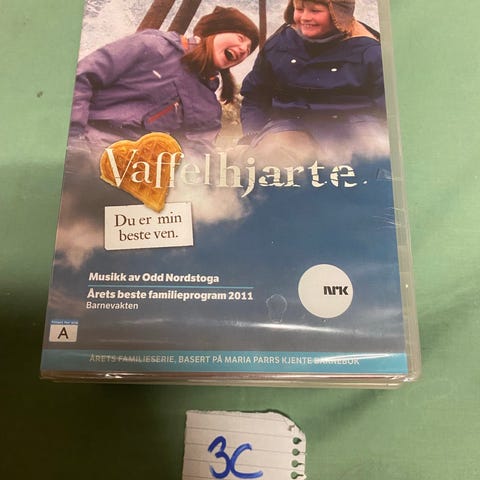 Vaffelhjarte.
Du er min
beste ven.
Musikk av Odd Nordstoga
Årets beste familieprogram 2011
Barnevakten
NRK
A
ÅRETS FAMILIESERIE, BASERT PÅ MARIA PARRS KJENTE BARNEBOK
3C